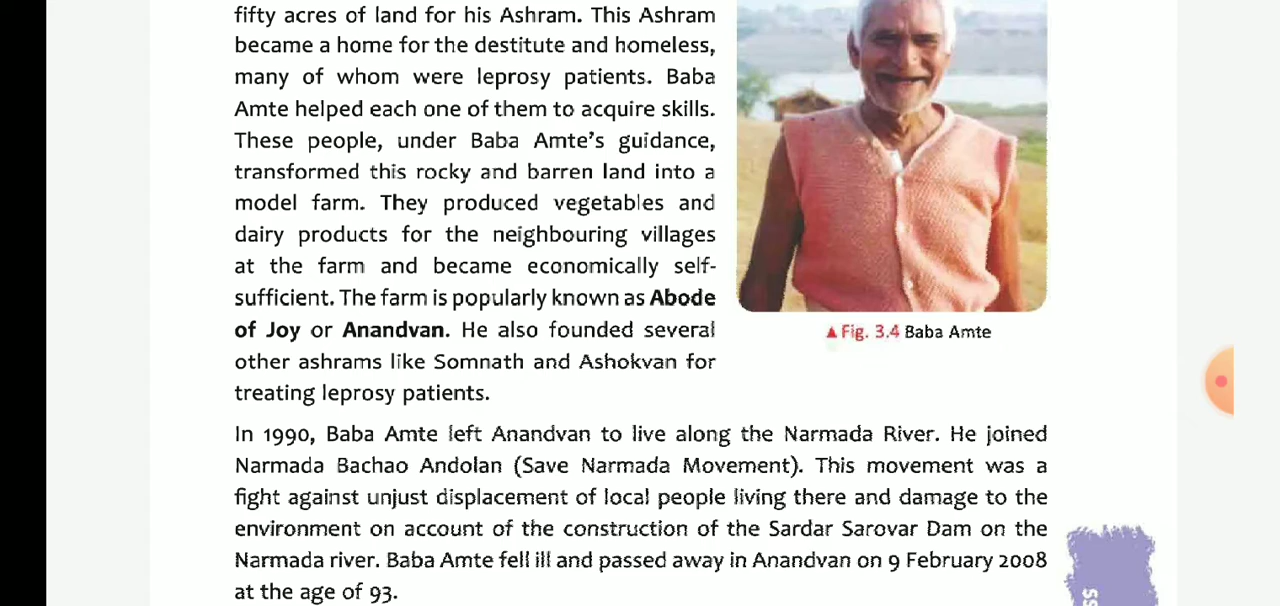 fifty acres of land for his Ashram. This Ashram
became a home for the destitute and homeless,
many of whom were leprosy patients. Baba
Amte helped each one of them to acquire skills.
These people, under Baba Amte’s guidance,
transformed this rocky and barren land into a
model farm. They produced vegetables and
dairy products for the neighbouring villages
at the farm and became economically self-
sufficient. The farm is popularly known as Abode
of Joy or Anandvan. He also founded several
other ashrams like Somnath and Ashokvan for
treating leprosy patients.
▲ Fig. 3.4 Baba Amte
In 1990, Baba Amte left Anandvan to live along the Narmada River. He joined
Narmada Bachao Andolan (Save Narmada Movement). This movement was a
fight against unjust displacement of local people living there and damage to the
environment on account of the construction of the Sardar Sarovar Dam on the
Narmada river. Baba Amte fell ill and passed away in Anandvan on 9 February 2008
at the age of 93.